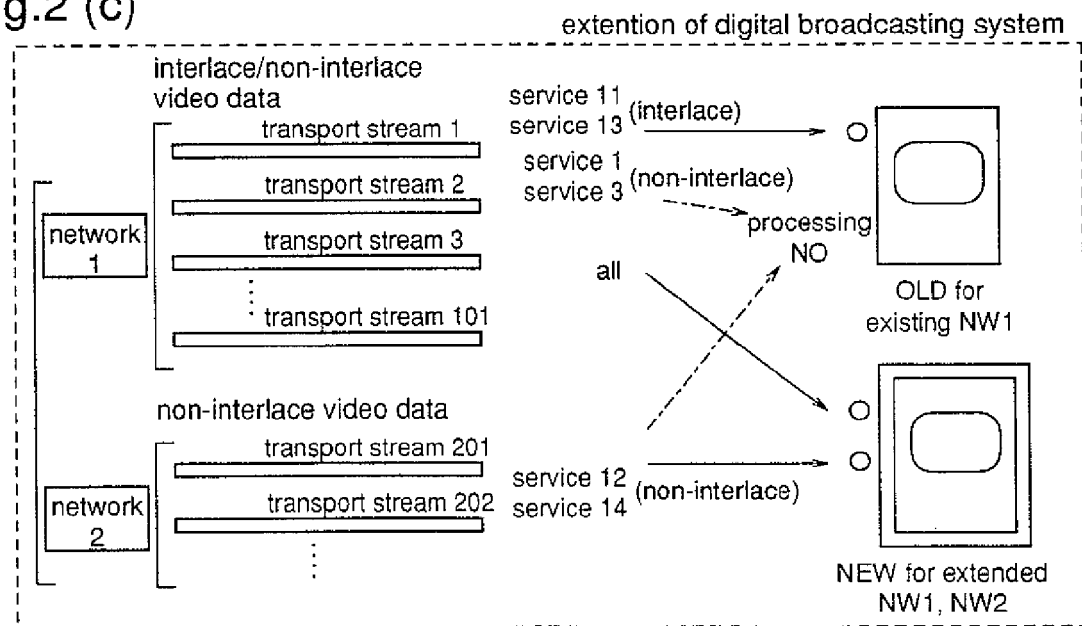 g.2 (c)
extention of digital broadcasting system
interlace/non-interlace
video data
transport stream 1
transport stream 2
transport stream 3
transport stream 101
network
1
service 11
service 13
(interlace)
service 1
service 3
(non-interlace)
processing
NO
all
OLD for
existing NW1
non-interlace video data
transport stream 201
transport stream 202
network
2
service 12
service 14
(non-interlace)
NEW for extended
NW1, NW2